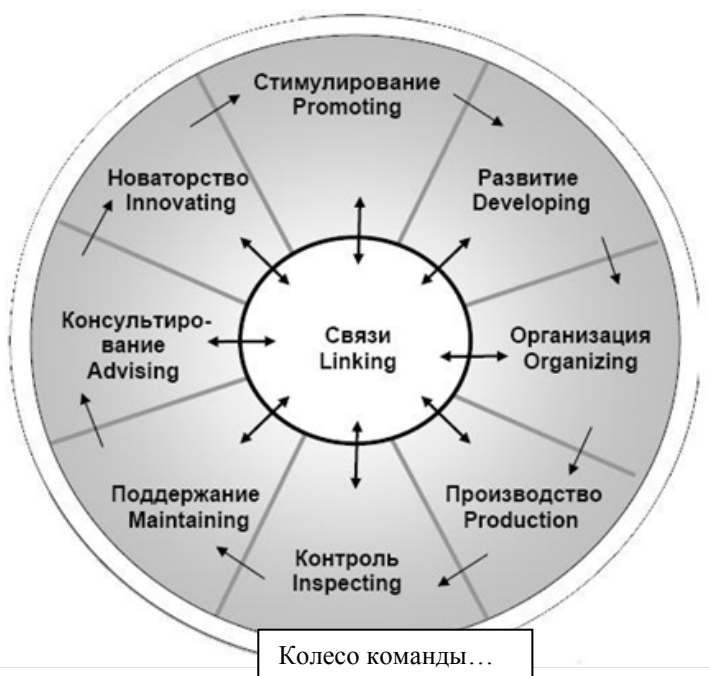 Стимулирование
Promoting
Развитие
Developing
Организация
Organizing
Производство
Production
Контроль
Inspecting
Поддержание
Maintaining
Консультиро-
вание
Advising
Новаторство
Innovating
Связи
Linking
Колесо команды…